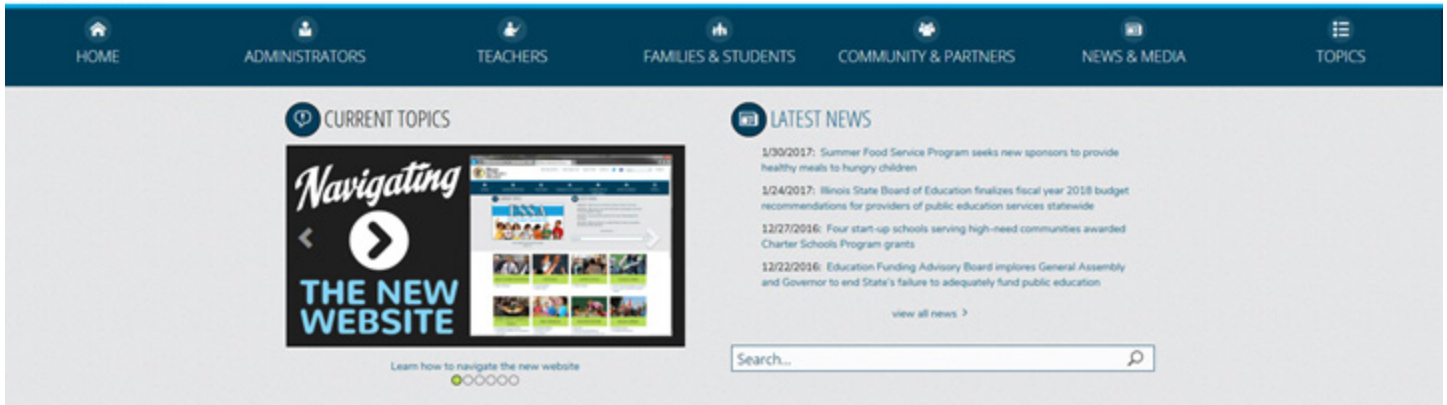 HOME
ADMINISTRATORS
TEACHERS
FAMILIES & STUDENTS
COMMUNITY & PARTNERS
NEWS & MEDIA
TOPICS
CURRENT TOPICS
Navigating
THE NEW
WEBSITE
Learn how to navigate the new website
LATEST NEWS
1/30/2017: Summer Food Service Program seeks new sponsors to provide
healthy meals to hungry children
1/24/2017: Illinois State Board of Education finalizes fiscal year 2018 budget
recommendations for providers of public education services statewide
12/27/2016: Four start-up schools serving high-need communities awarded
Charter Schools Program grants
12/22/2016: Education Funding Advisory Board implores General Assembly
and Governor to end State's failure to adequately fund public education
view all news >
Search...